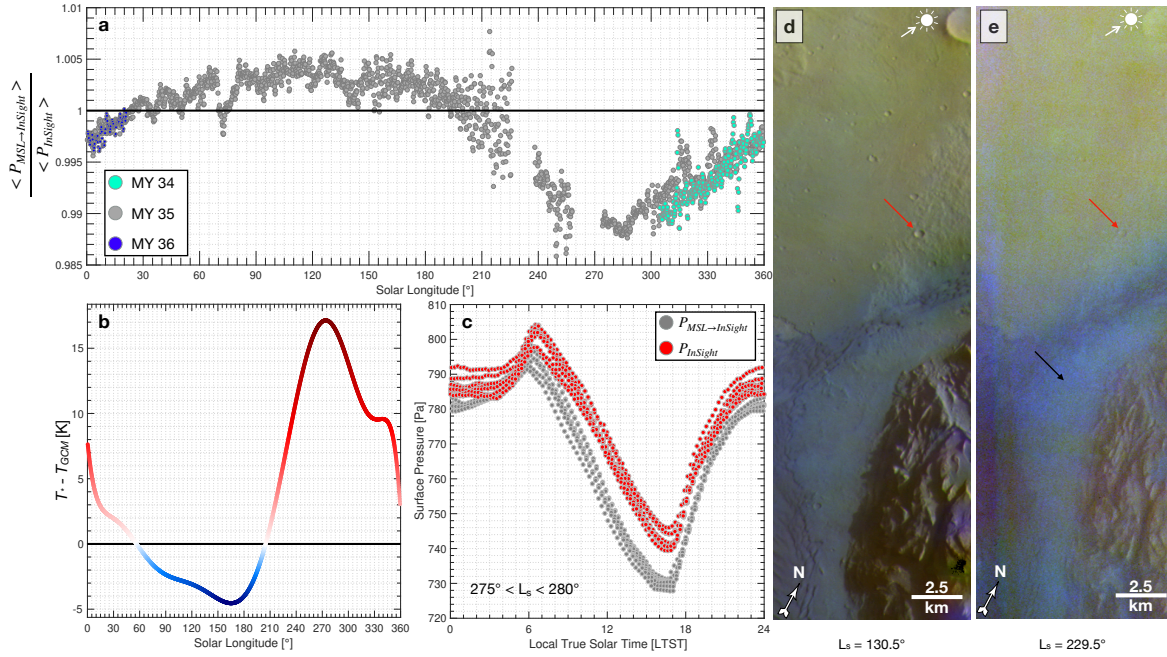 a
1.01
1.005
1
0.995
0.99
0.985
< P_MSL→InSight >
< P_InSight >
MY 34
MY 35
MY 36
0 30 60 90 120 150 180 210 240 270 300 330 360
Solar Longitude [°]
b
15
10
5
0
-5
T* - T_GCM [K]
0 30 60 90 120 150 180 210 240 270 300 330 360
Solar Longitude [°]
c
810
800
790
780
770
760
750
740
730
720
Surface Pressure [Pa]
P_MSL→InSight
P_InSight
275° < Lₛ < 280°
0 6 12 18 24
Local True Solar Time [LTST]
d
N
2.5
km
Lₛ = 130.5°
e
N
2.5
km
Lₛ = 229.5°